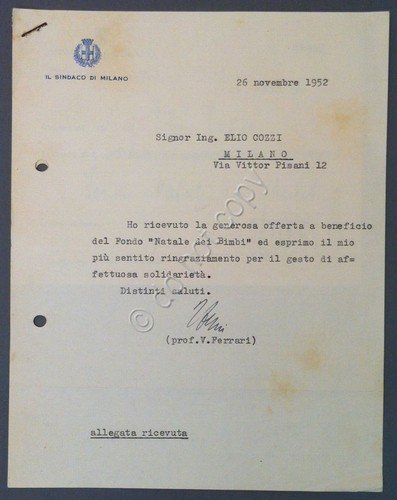 IL SINDACO DI MILANO
26 novembre 1952
Signor Ing. ELIO COZZI
MILANO
Via Vittor Pisani 12
Ho ricevuto la generosa offerta a beneficio
del Fondo "Natale dei Bimbi" ed esprimo il mio
più sentito ringraziamento per il gesto di af=
fettuosa solidarietà.
Distinti saluti.
(prof.V.Ferrari)
allegata ricevuta